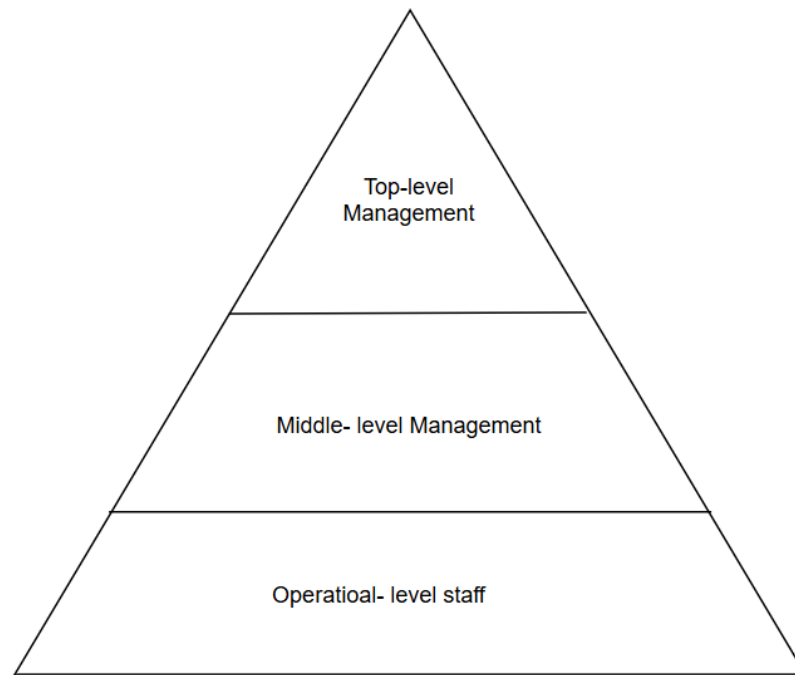 Top-level
Management
Middle- level Management
Operatioal- level staff